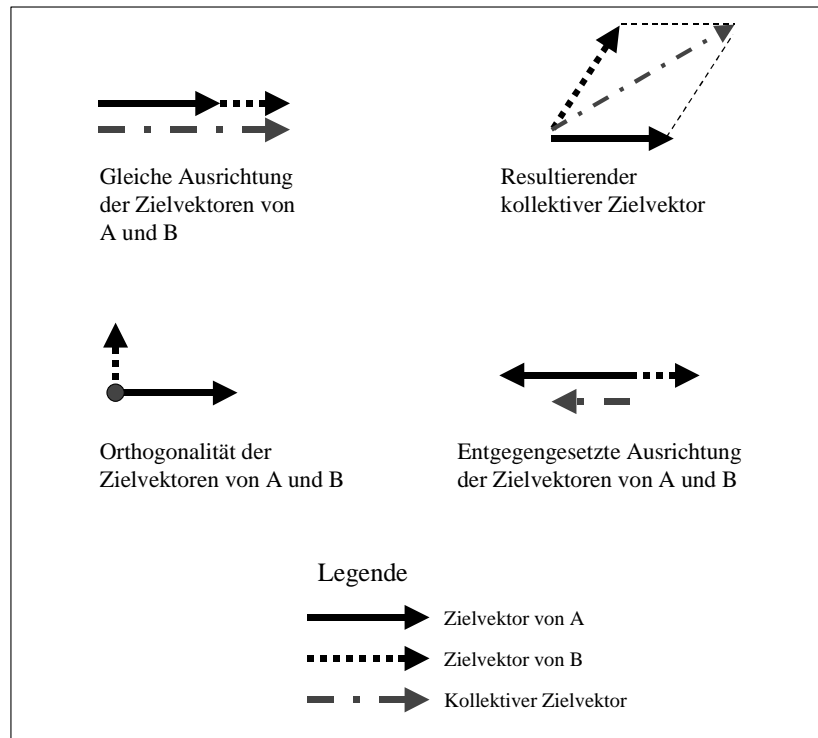 Gleiche Ausrichtung
der Zielvektoren von
A und B
Resultierender
kollektiver Zielvektor
Orthogonalität der
Zielvektoren von A und B
Entgegengesetzte Ausrichtung
der Zielvektoren von A und B
Legende
Zielvektor von A
Zielvektor von B
Kollektiver Zielvektor